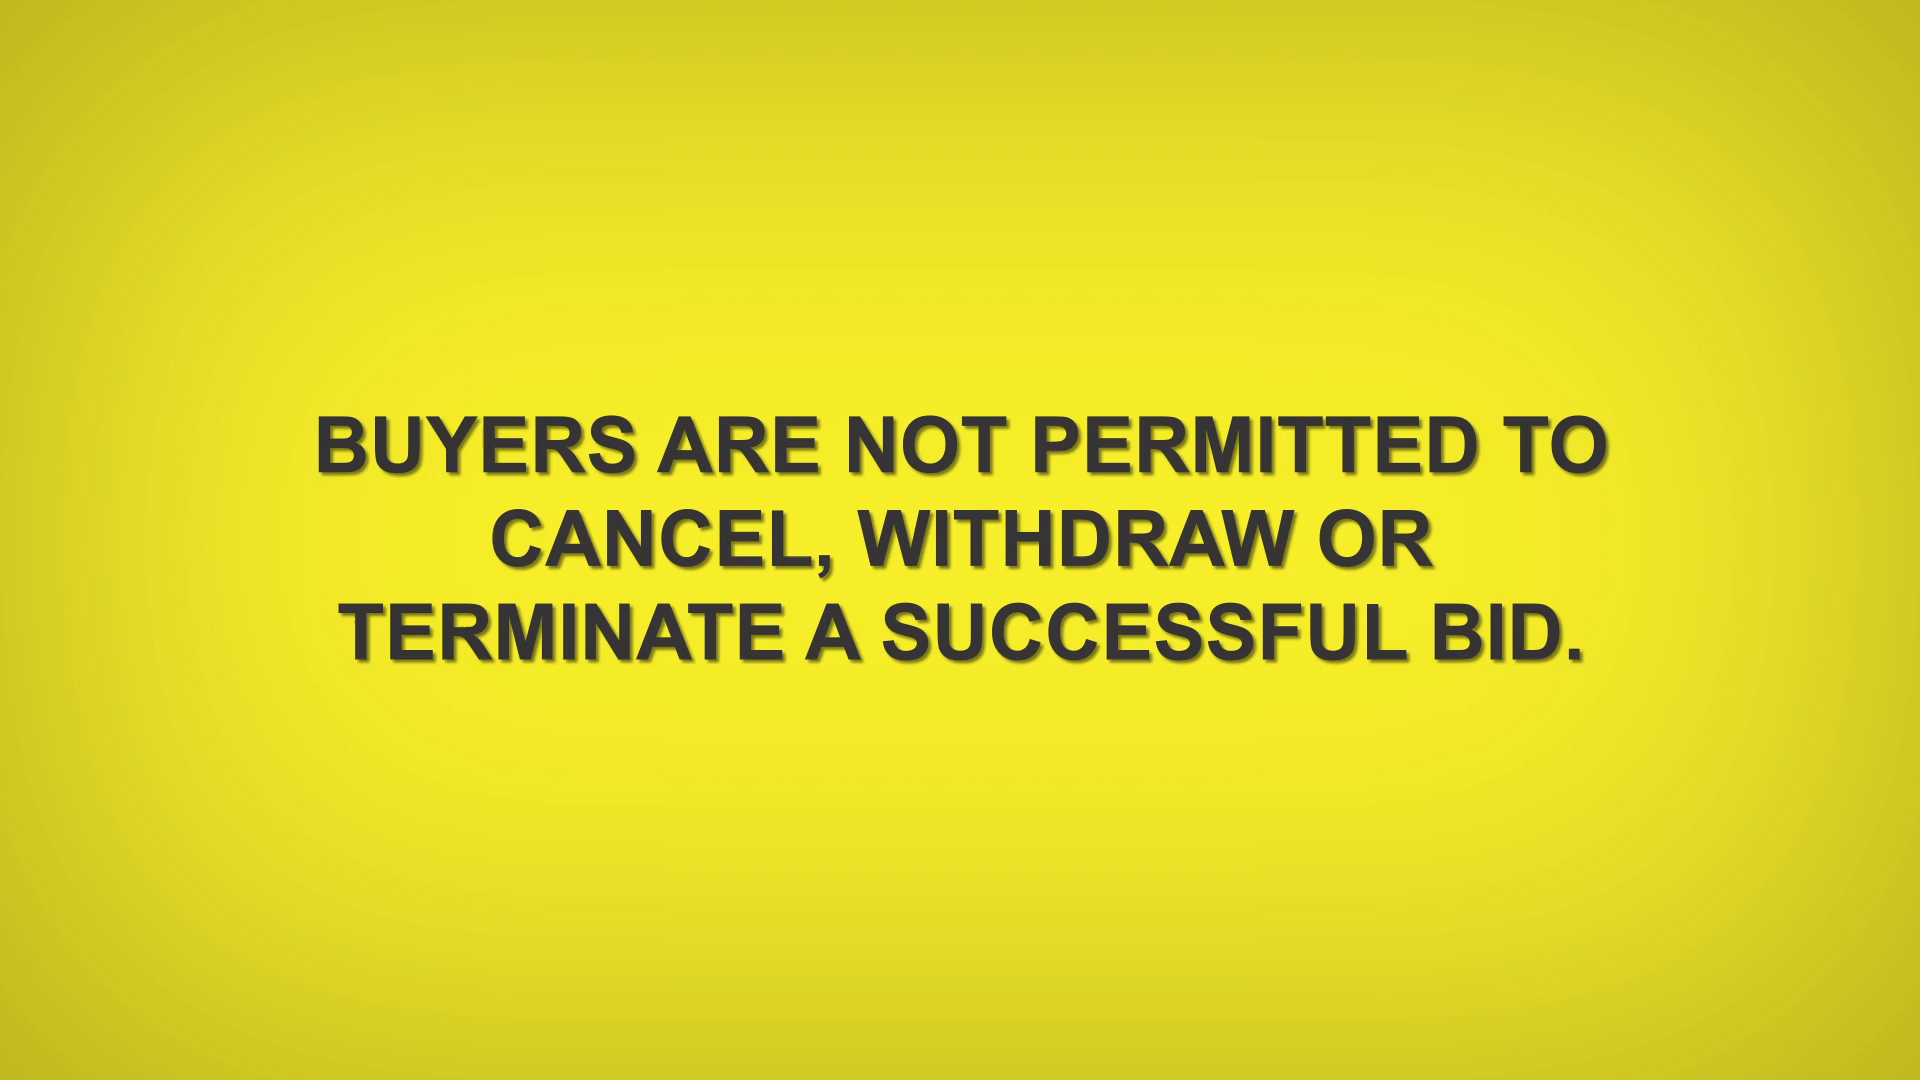 BUYERS ARE NOT PERMITTED TO
CANCEL, WITHDRAW OR
TERMINATE A SUCCESSFUL BID.